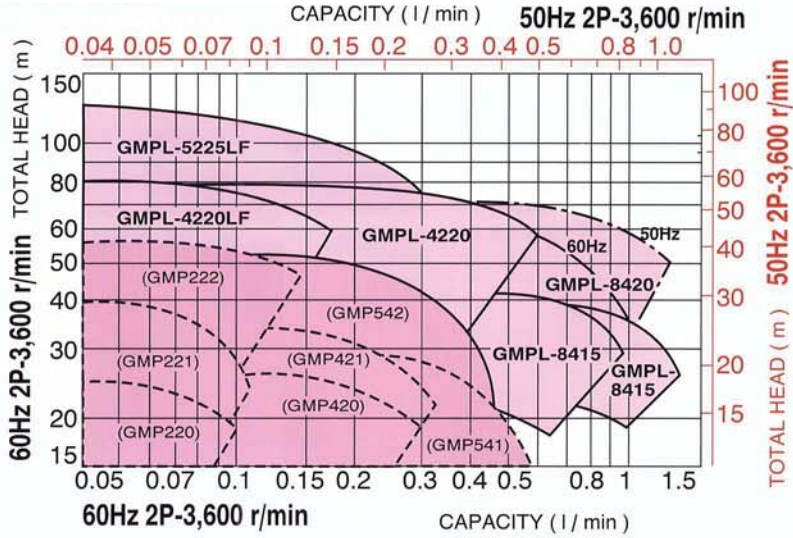 CAPACITY ( l / min )
50Hz 2P-3,600 r/min
0.04 0.05 0.07 0.1 0.15 0.2 0.3 0.4 0.5 0.8 1.0
60Hz 2P-3,600 r/min TOTAL HEAD ( m )
150
100
80
60
50
40
30
20
15
GMPL-5225LF
GMPL-4220LF
GMPL-4220
60Hz
50Hz
GMPL-8420
(GMP222)
(GMP542)
(GMP221)
(GMP421)
GMPL-8415
GMPL-
8415
(GMP420)
(GMP220)
(GMP541)
100
80
60
50
40
30
20
15
TOTAL HEAD ( m ) 50Hz 2P-3,600 r/min
0.05 0.07 0.1 0.15 0.2 0.3 0.4 0.5 0.8 1 1.5
60Hz 2P-3,600 r/min
CAPACITY ( l / min )